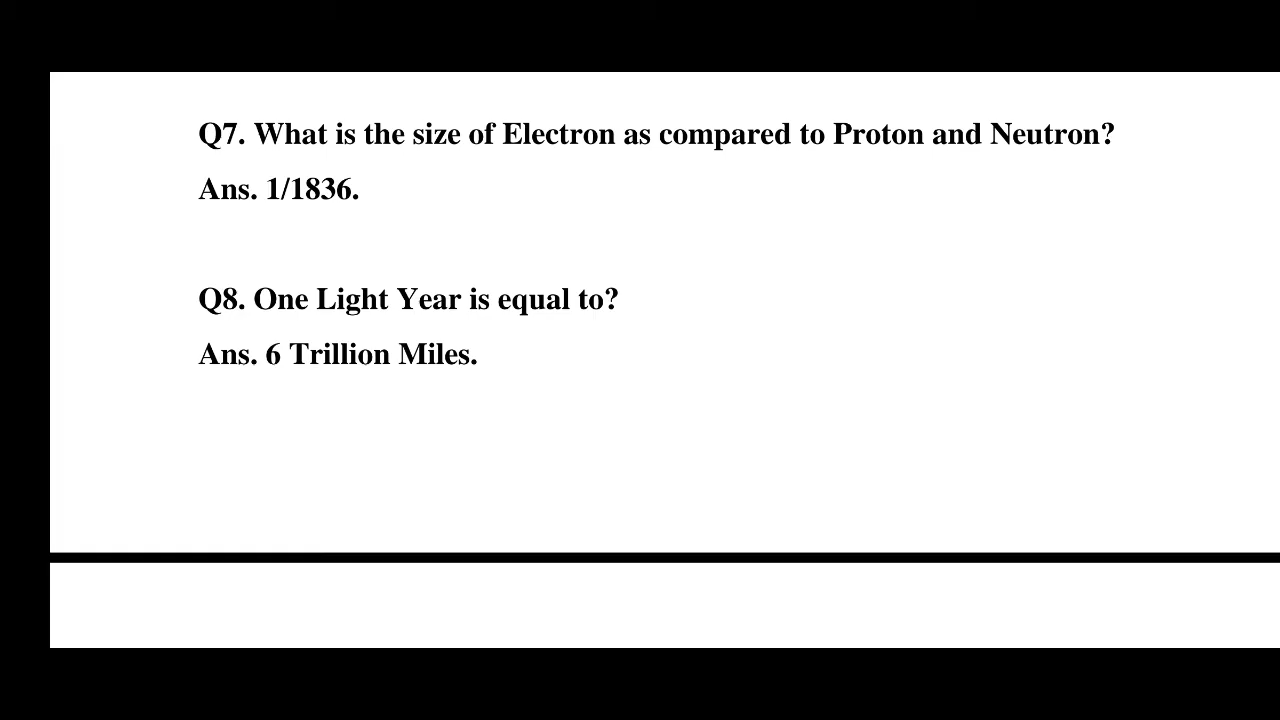 Q7. What is the size of Electron as compared to Proton and Neutron?
Ans. 1/1836.
Q8. One Light Year is equal to?
Ans. 6 Trillion Miles.